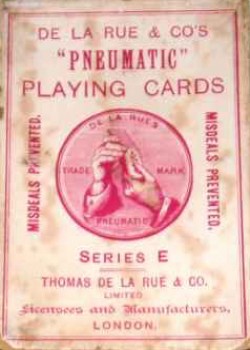 DE LA RUE & CO'S
"PNEUMATIC"
PLAYING CARDS
MISDEALS PREVENTED.
DE LA RUE'S
TRADE MARK
PNEUMATIC
MISDEALS PREVENTED.
SERIES E
THOMAS DE LA RUE & CO.
LIMITED
Licensees and Manufacturers,
LONDON.